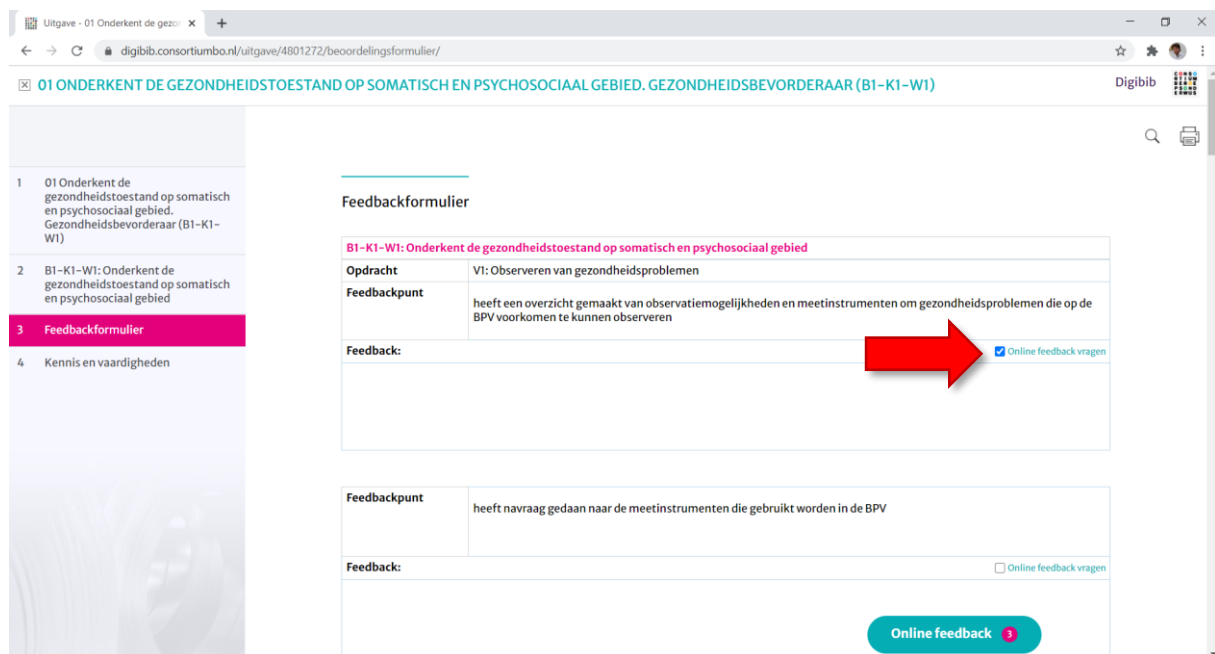 Uitgave - 01 Onderkent de gezor
digibib.consortiumbo.nl/uitgave/4801272/beoordelingsformulier/
01 ONDERKENT DE GEZONDHEIDSTOESTAND OP SOMATISCH EN PSYCHOSOCIAAL GEBIED. GEZONDHEIDSBEVORDERAAR (B1-K1-W1)
Digibib
1 01 Onderkent de
gezondheidstoestand op somatisch
en psychosociaal gebied.
Gezondheidsbevorderaar (B1-K1-
W1)
2 B1-K1-W1: Onderkent de
gezondheidstoestand op somatisch
en psychosociaal gebied
3 Feedbackformulier
4 Kennis en vaardigheden
Feedbackformulier
B1-K1-W1: Onderkent de gezondheidstoestand op somatisch en psychosociaal gebied
Opdracht V1: Observeren van gezondheidsproblemen
Feedbackpunt
heeft een overzicht gemaakt van observatiemogelijkheden en meetinstrumenten om gezondheidsproblemen die op de
BPV voorkomen te kunnen observeren
Feedback: Online feedback vragen
Feedbackpunt
heeft navraag gedaan naar de meetinstrumenten die gebruikt worden in de BPV
Feedback: Online feedback vragen
Online feedback 3